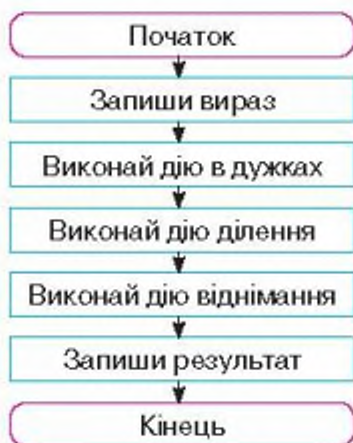 Початок
Запиши вираз
Виконай дію в дужках
Виконай дію ділення
Виконай дію віднімання
Запиши результат
Кінець